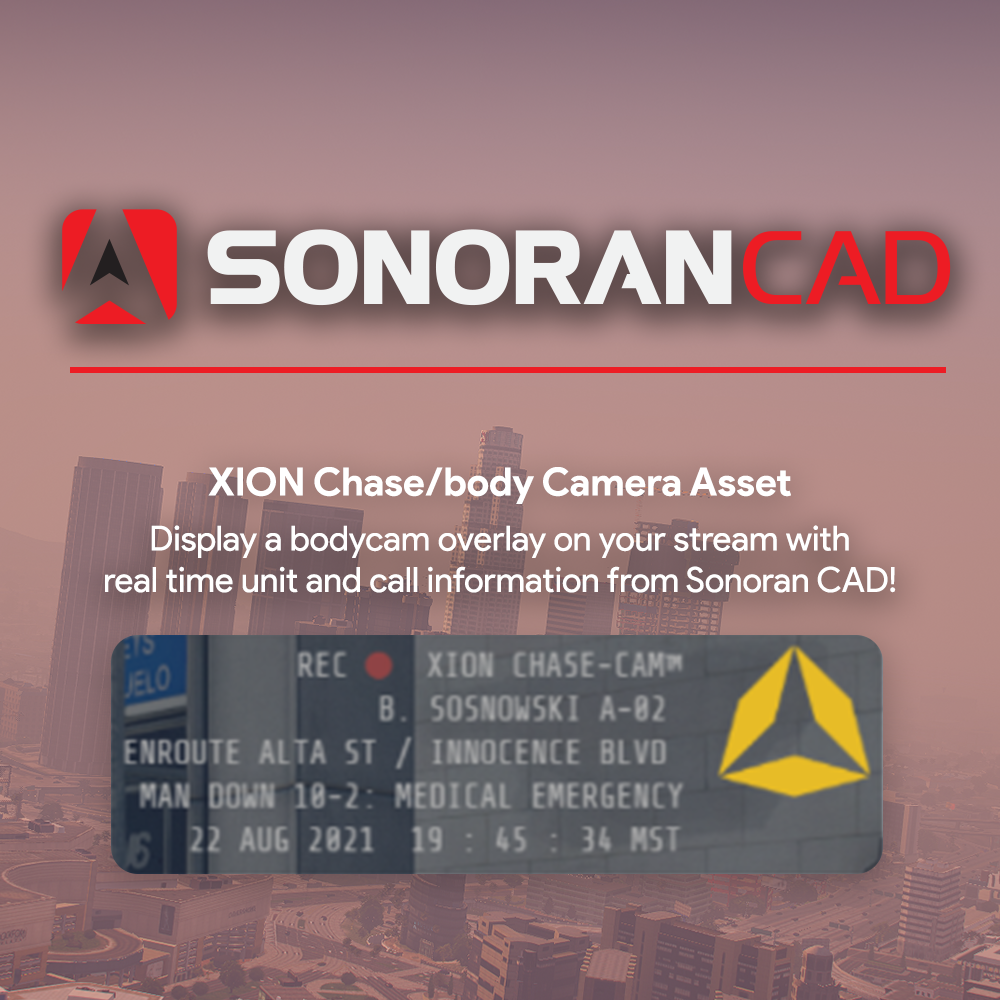 SONORANCAD
XION Chase/body Camera Asset
Display a bodycam overlay on your stream with
real time unit and call information from Sonoran CAD!
REC XION CHASE-CAM™
B. SOSNOWSKI A-02
ENROUTE ALTA ST / INNOCENCE BLVD
MAN DOWN 10-2: MEDICAL EMERGENCY
22 AUG 2021 19 : 45 : 34 MST